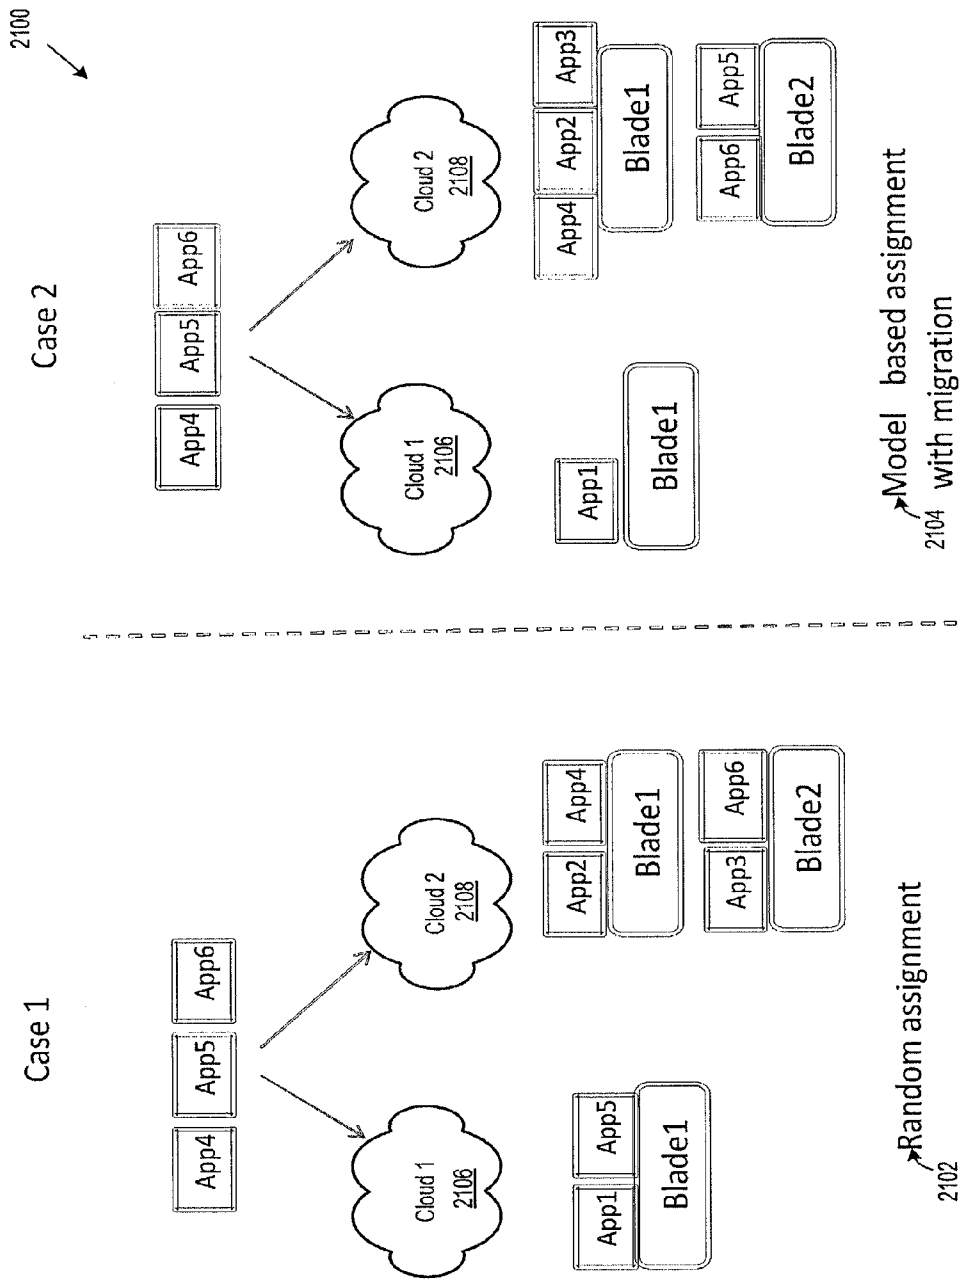 2100
Case 1
App4 App5 App6
Cloud 1
2106
Cloud 2
2108
App1 App5
Blade1
App2 App4
Blade1
App3 App6
Blade2
Random assignment
2102
Case 2
App4 App5 App6
Cloud 1
2106
Cloud 2
2108
App1
Blade1
App4 App2 App3
Blade1
App6 App5
Blade2
Model based assignment
with migration
2104